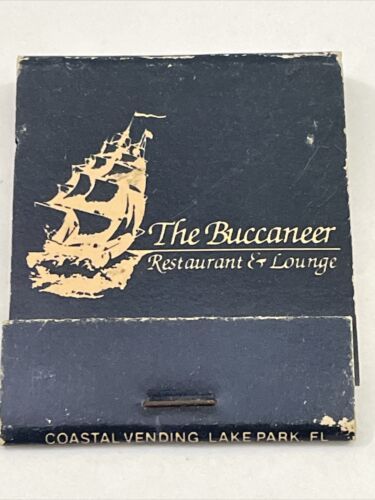 The Buccaneer
Restaurant & Lounge
COASTAL VENDING, LAKE PARK, FL